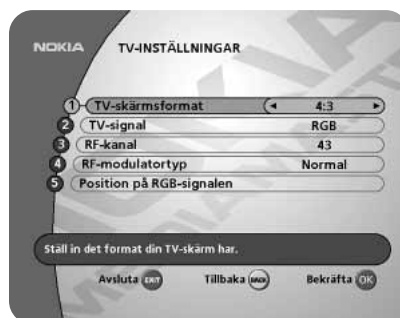 NOKIA TV-INSTÄLLNINGAR
1 TV-skärmsformat 4:3
2 TV-signal RGB
3 RF-kanal 43
4 RF-modulatortyp Normal
5 Position på RGB-signalen
Ställ in det format din TV-skärm har.
Avsluta EXIT Tillbaka BACK Bekräfta OK
NOKIA
MEDIAMASTER